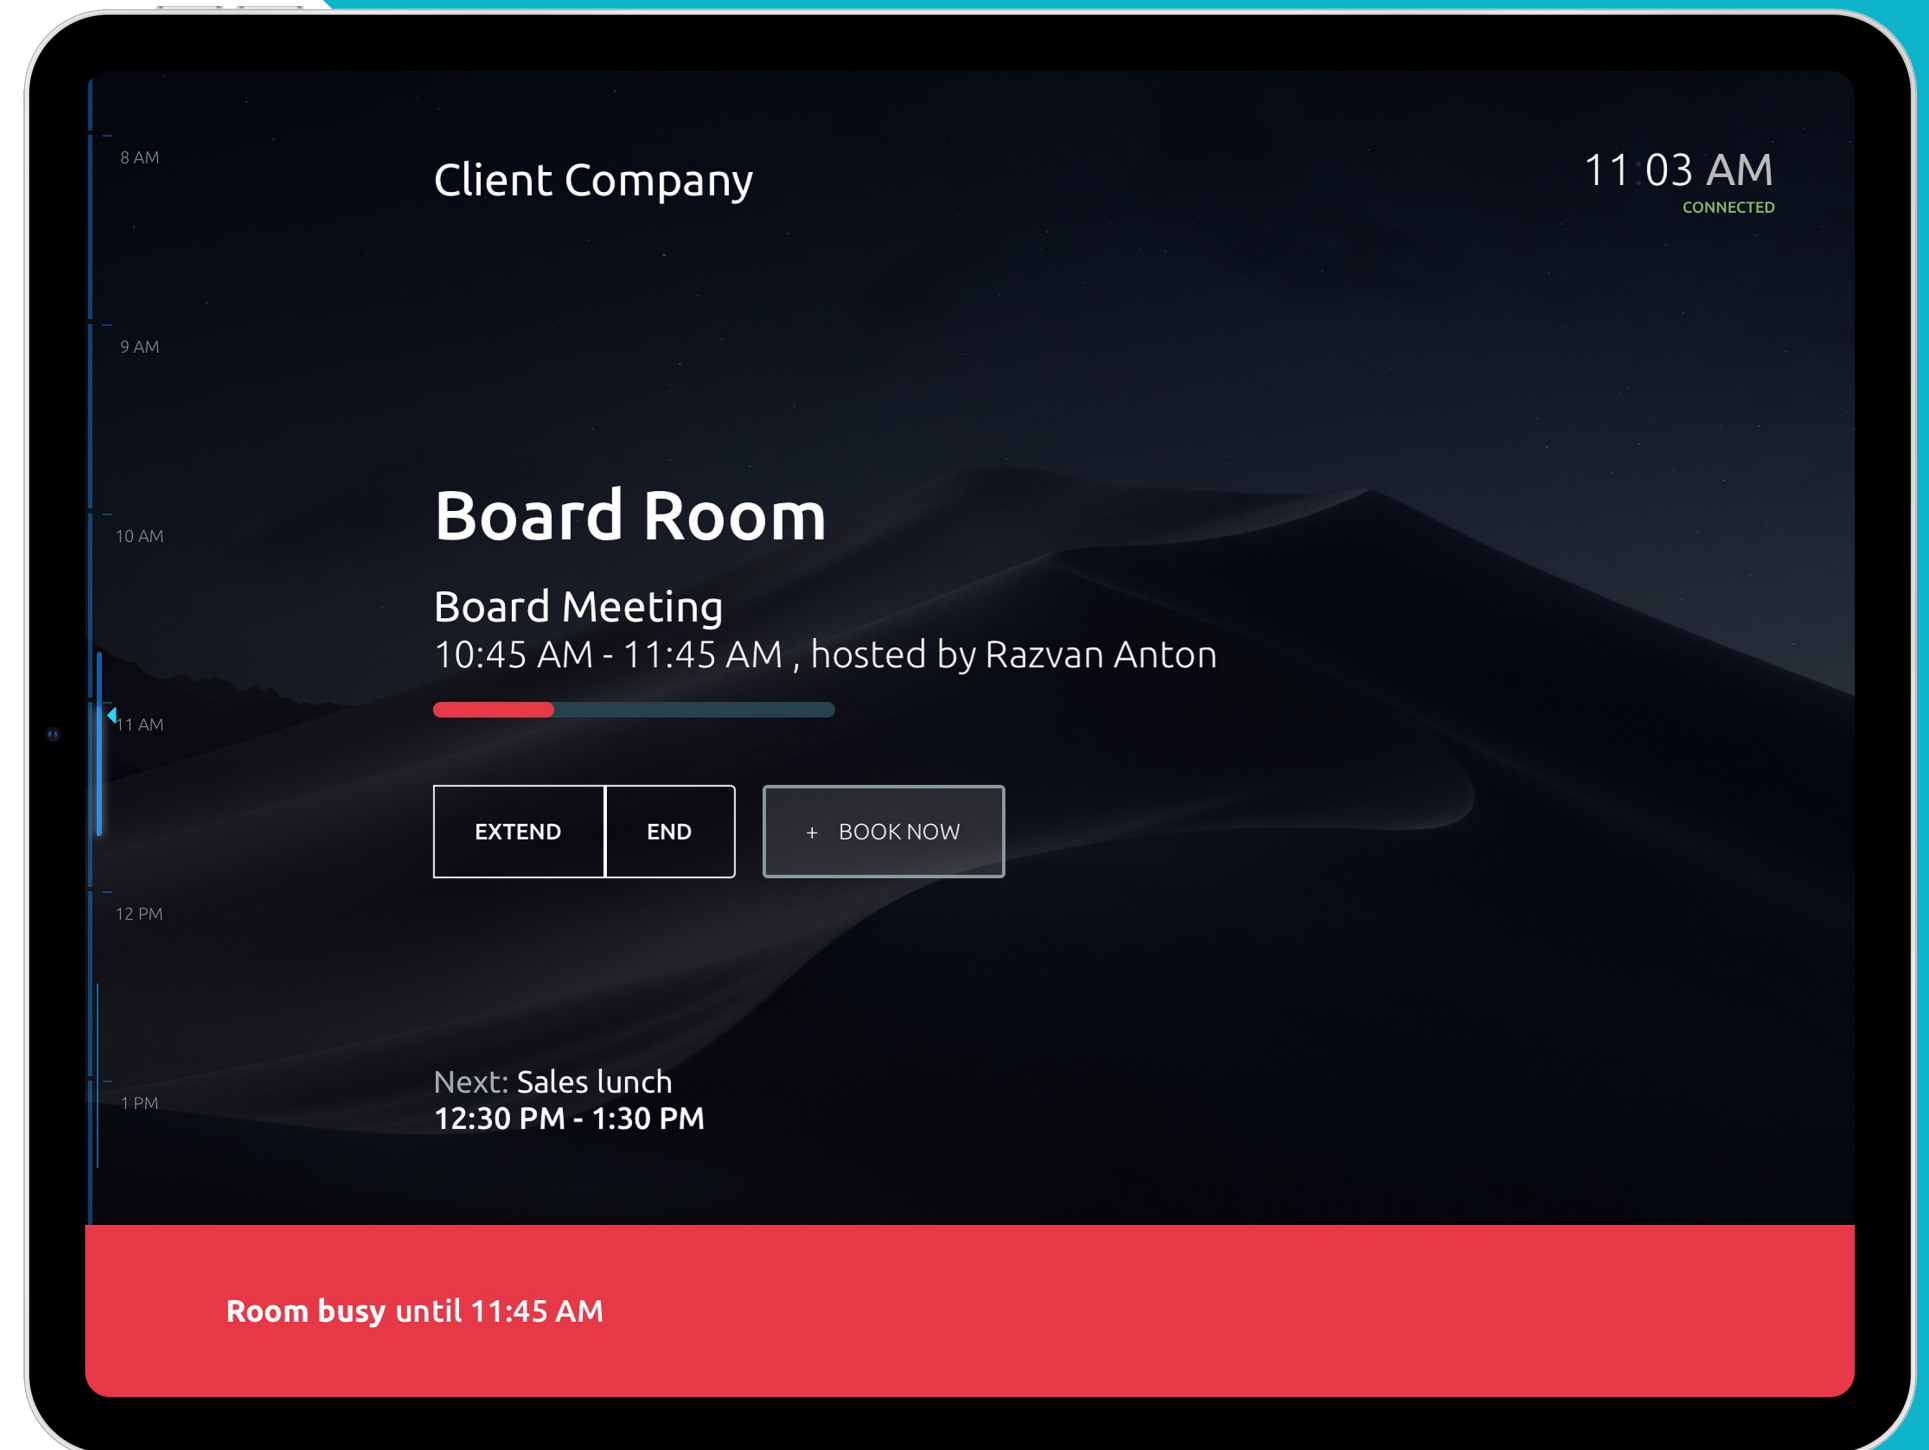 8 AM
9 AM
10 AM
11 AM
12 PM
1 PM
Client Company
11:03 AM
CONNECTED
Board Room
Board Meeting
10:45 AM - 11:45 AM , hosted by Razvan Anton
EXTEND
END
+ BOOK NOW
Next: Sales lunch
12:30 PM - 1:30 PM
Room busy until 11:45 AM